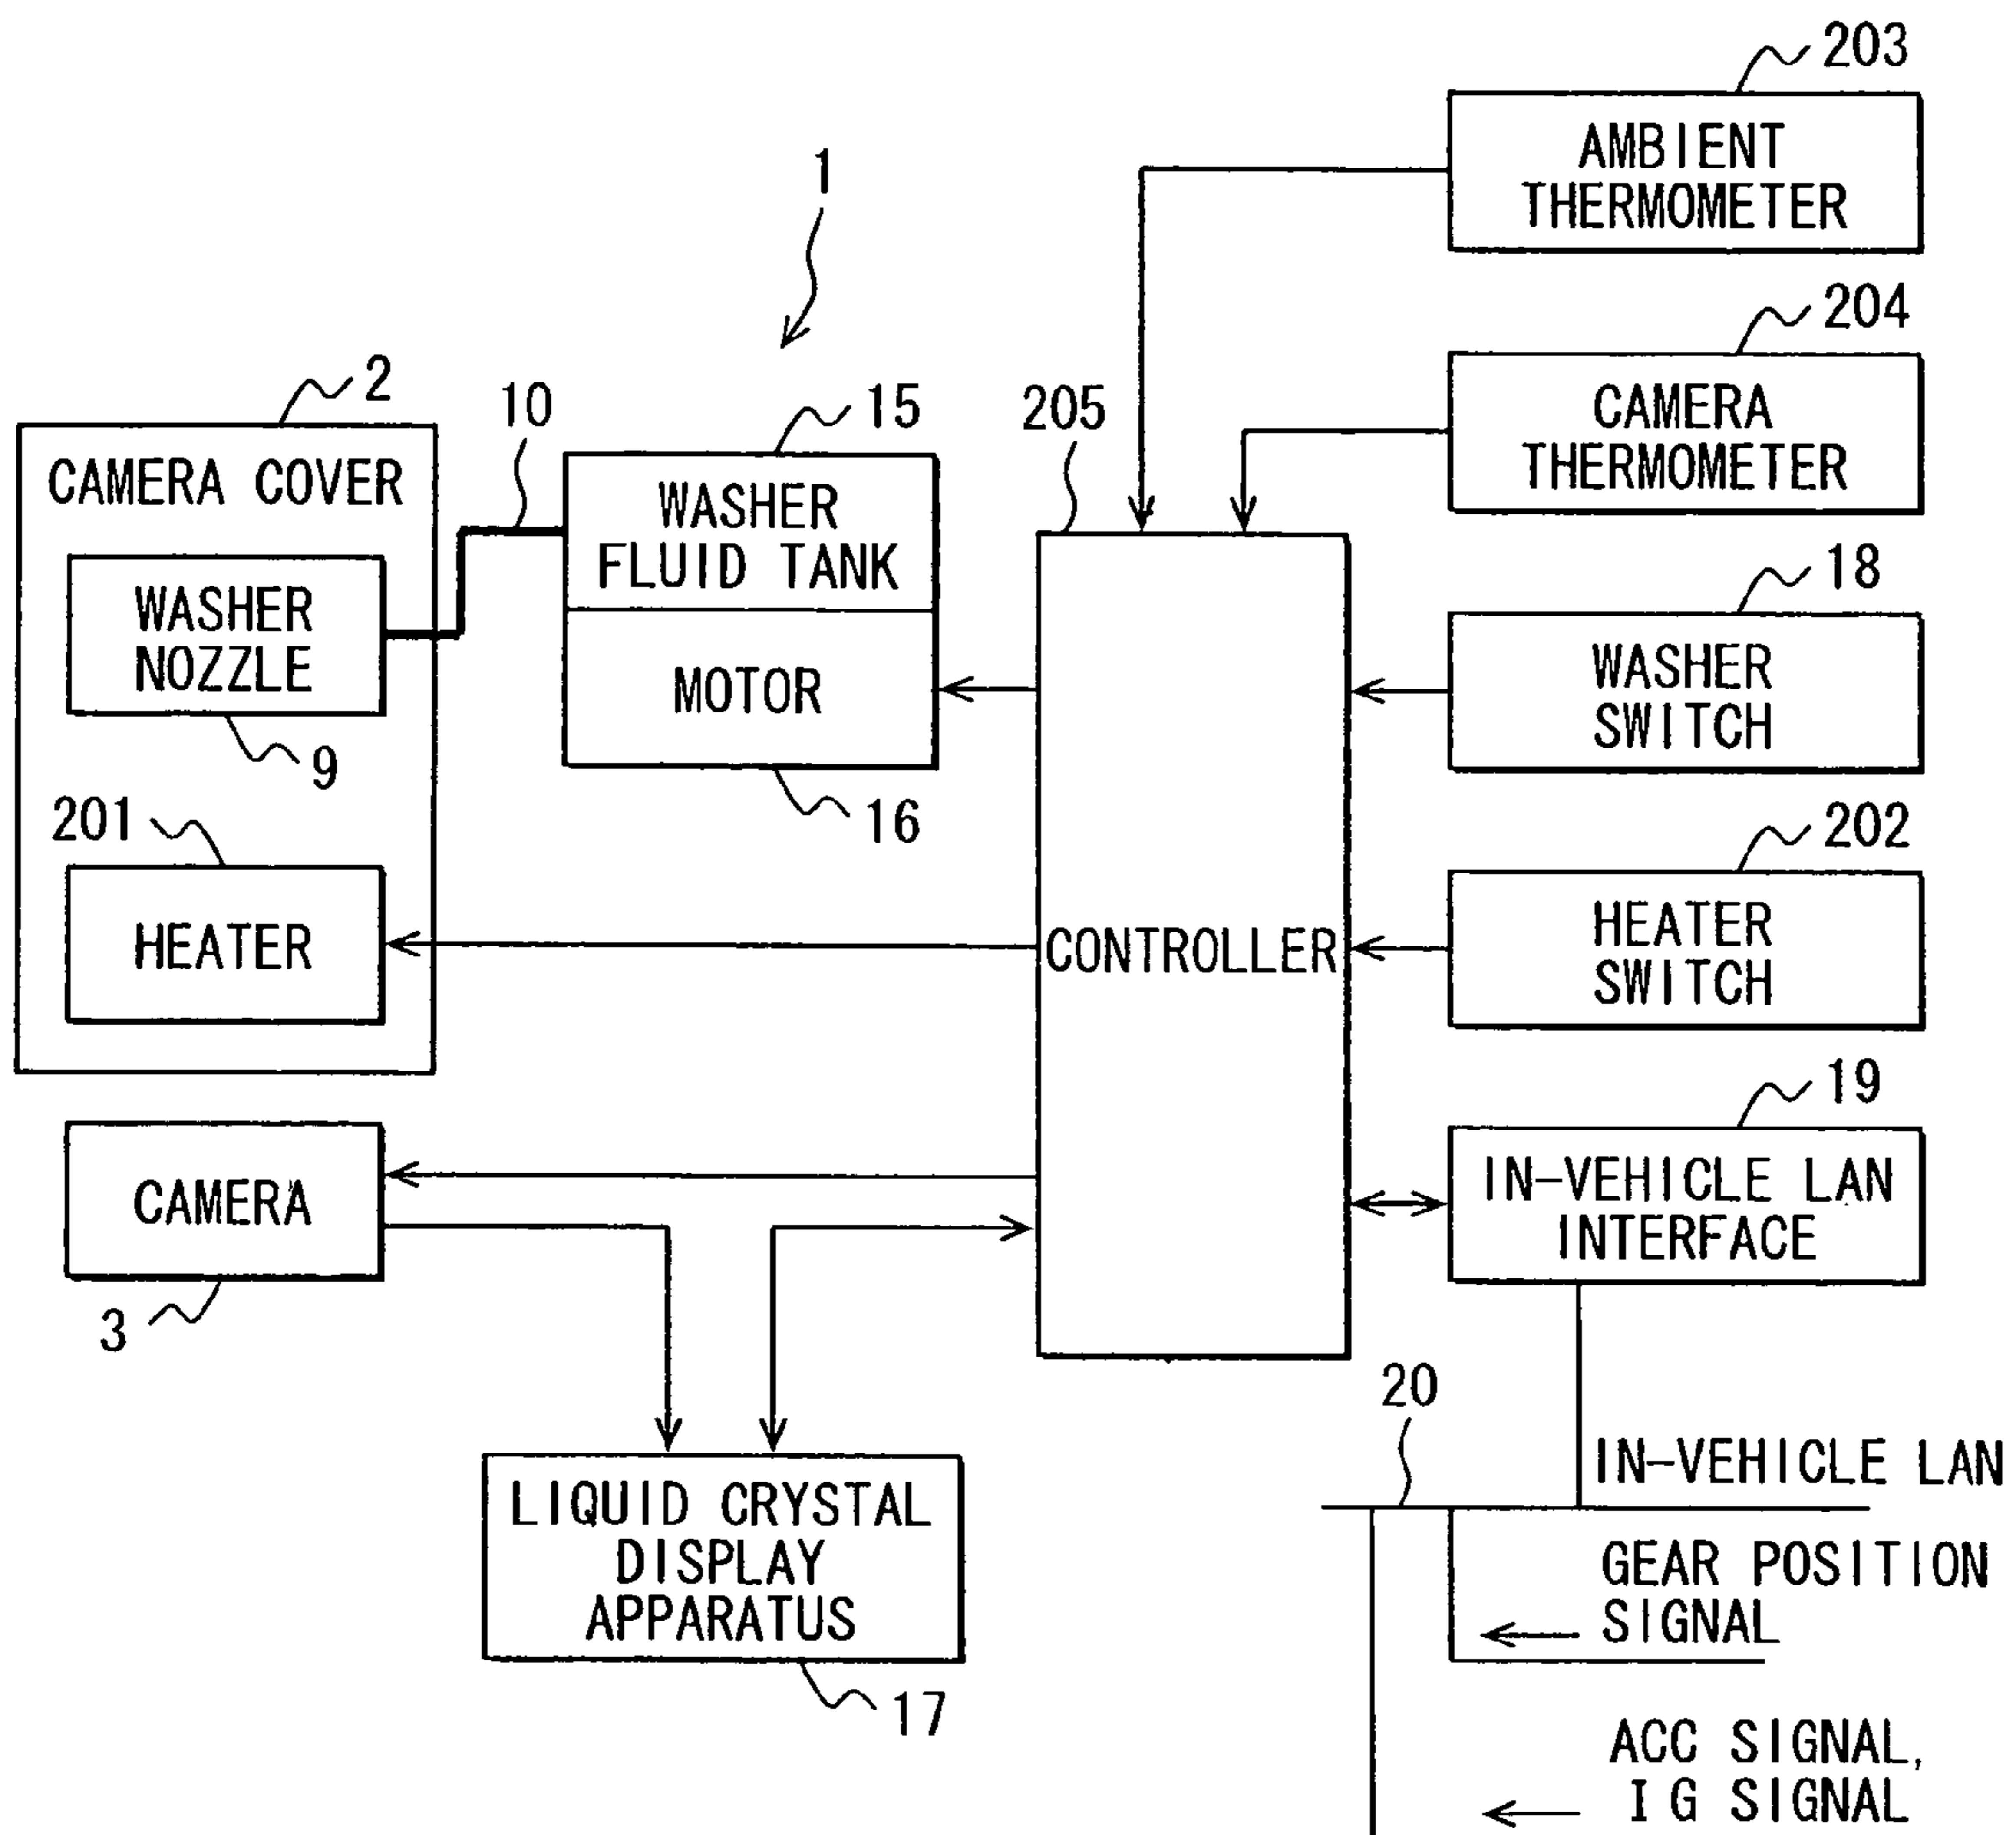 203
AMBIENT
THERMOMETER
1
204
CAMERA
THERMOMETER
2
10
15
205
CAMERA COVER
WASHER
FLUID TANK
WASHER
NOZZLE
MOTOR
18
WASHER
SWITCH
9
16
201
202
HEATER
CONTROLLER
HEATER
SWITCH
19
CAMERA
IN-VEHICLE LAN
INTERFACE
3
20
IN-VEHICLE LAN
LIQUID CRYSTAL
DISPLAY
APPARATUS
GEAR POSITION
SIGNAL
17
ACC SIGNAL,
IG SIGNAL